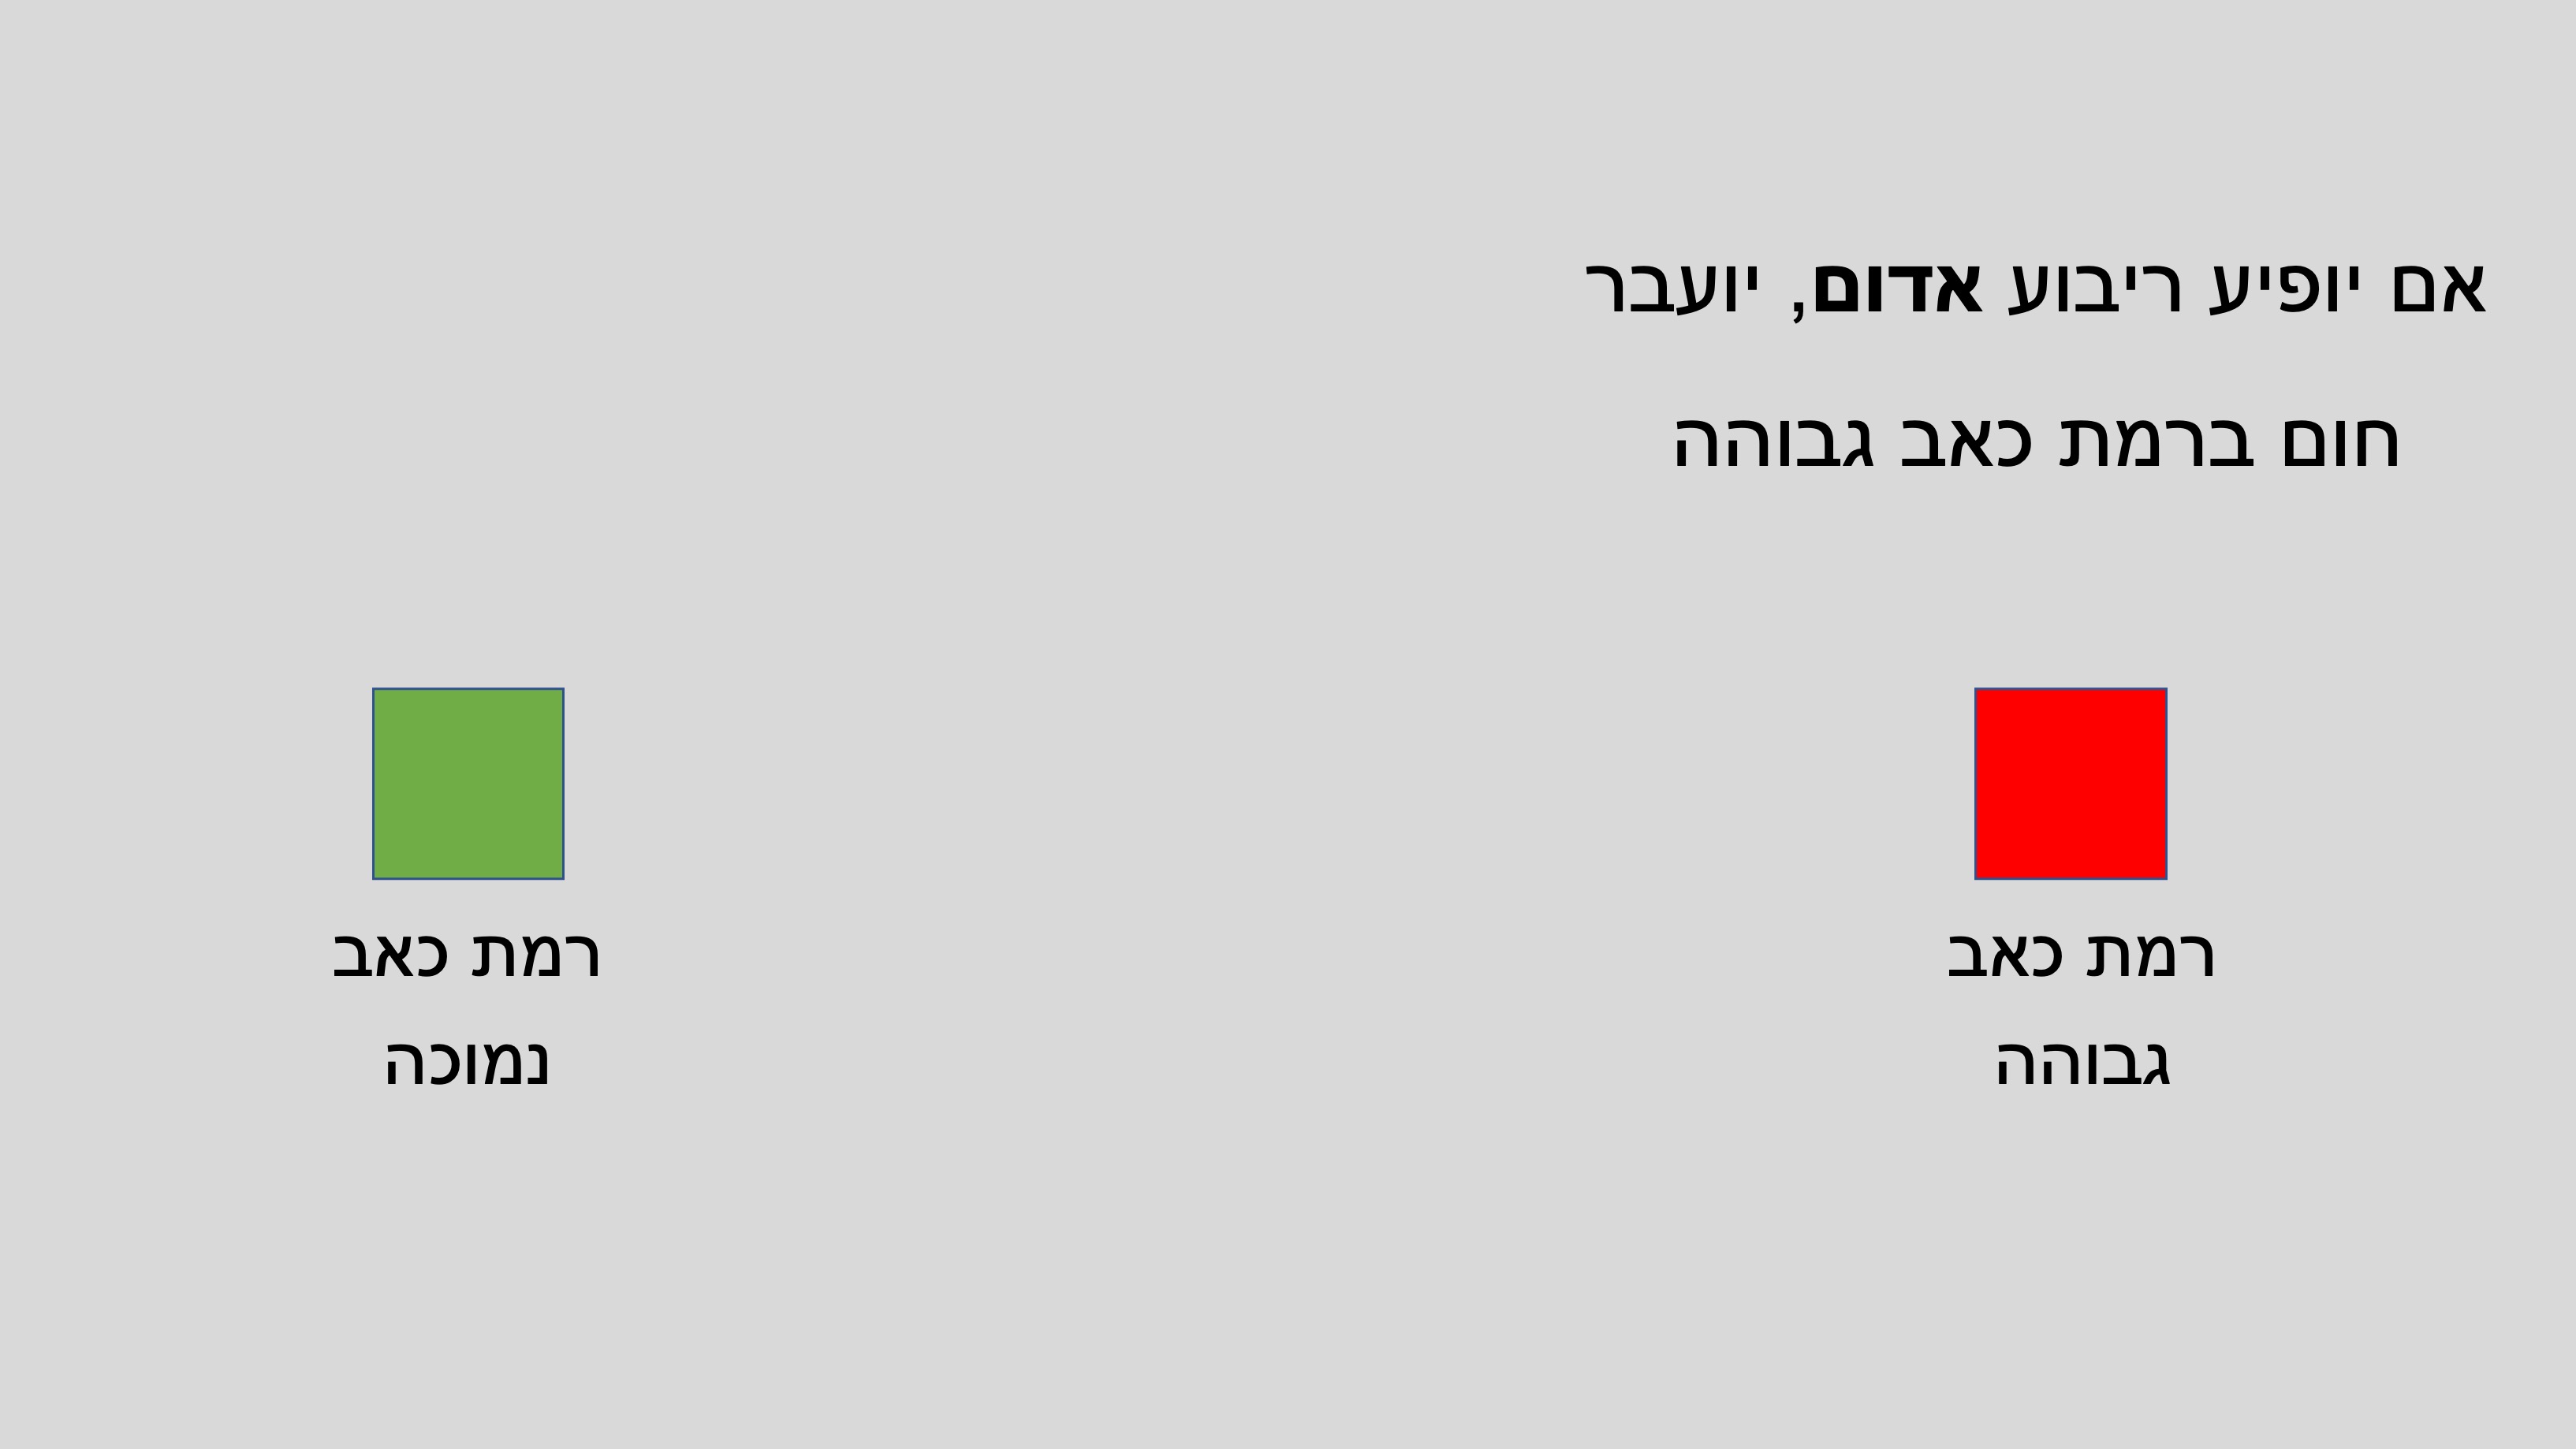 אם יופיע ריבוע אדום, יועבר
חום ברמת כאב גבוהה
רמת כאב
גבוהה
רמת כאב
נמוכה